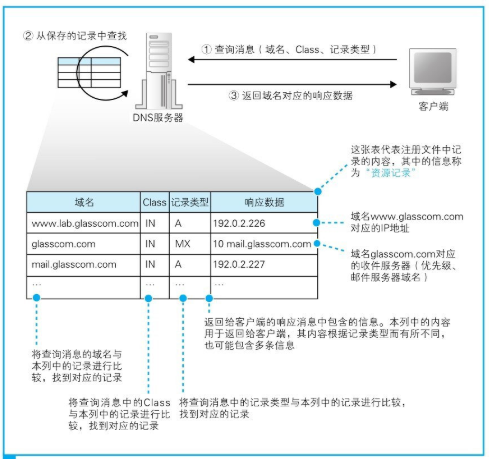 ② 从保存的记录中查找
① 查询消息（域名、Class、记录类型）
③ 返回域名对应的响应数据
DNS服务器
客户端
这张表代表注册文件中记
录的内容，其中的信息称
为“资源记录”
域名 Class 记录类型 响应数据
www.lab.glasscom.com IN A 192.0.2.226
glasscom.com IN MX 10 mail.glasscom.com
mail.glasscom.com IN A 192.0.2.227
… … … …
域名www.glasscom.com
对应的IP地址
域名glasscom.com对应
的收件服务器（优先级、
邮件服务器域名）
返回给客户端的响应消息中包含的信息。本列中的内容
用于返回给客户端，其内容根据记录类型而有所不同，
也可能包含多条信息
将查询消息的域名与
本列中的记录进行比
较，找到对应的记录
将查询消息中的Class
与本列中的记录进行比
较，找到对应的记录
将查询消息中的记录类型与本列中的记录进行比较，
找到对应的记录